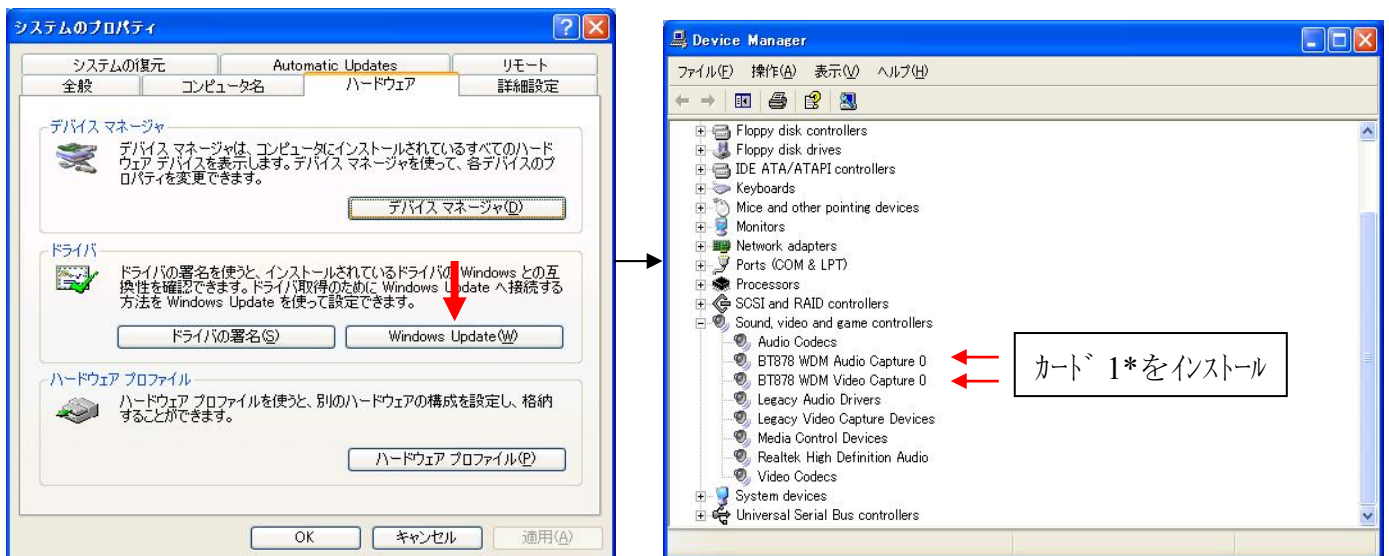 システムのプロパティ
システムの復元
Automatic Updates
リモート
全般
コンピュータ名
ハードウェア
詳細設定
デバイス マネージャ
デバイス マネージャは、コンピュータにインストールされているすべてのハード
ウェア デバイスを表示します。デバイス マネージャを使って、各デバイスのプ
ロパティを変更できます。
デバイス マネージャ(D)
ドライバ
ドライバの署名を使うと、インストールされているドライバの Windows との互
換性を確認できます。ドライバ取得のために Windows Update へ接続する
方法を Windows Update を使って設定できます。
ドライバの署名(S)
Windows Update(W)
ハードウェア プロファイル
ハードウェア プロファイルを使うと、別のハードウェアの構成を設定し、格納
することができます。
ハードウェア プロファイル(P)
OK
キャンセル
適用(A)
Device Manager
ファイル(F) 操作(A) 表示(V) ヘルプ(H)
Floppy disk controllers
Floppy disk drives
IDE ATA/ATAPI controllers
Keyboards
Mice and other pointing devices
Monitors
Network adapters
Ports (COM & LPT)
Processors
SCSI and RAID controllers
Sound, video and game controllers
Audio Codecs
BT878 WDM Audio Capture 0
BT878 WDM Video Capture 0
Legacy Audio Drivers
Legacy Video Capture Devices
Media Control Devices
Realtek High Definition Audio
Video Codecs
System devices
Universal Serial Bus controllers
カード 1*をインストール